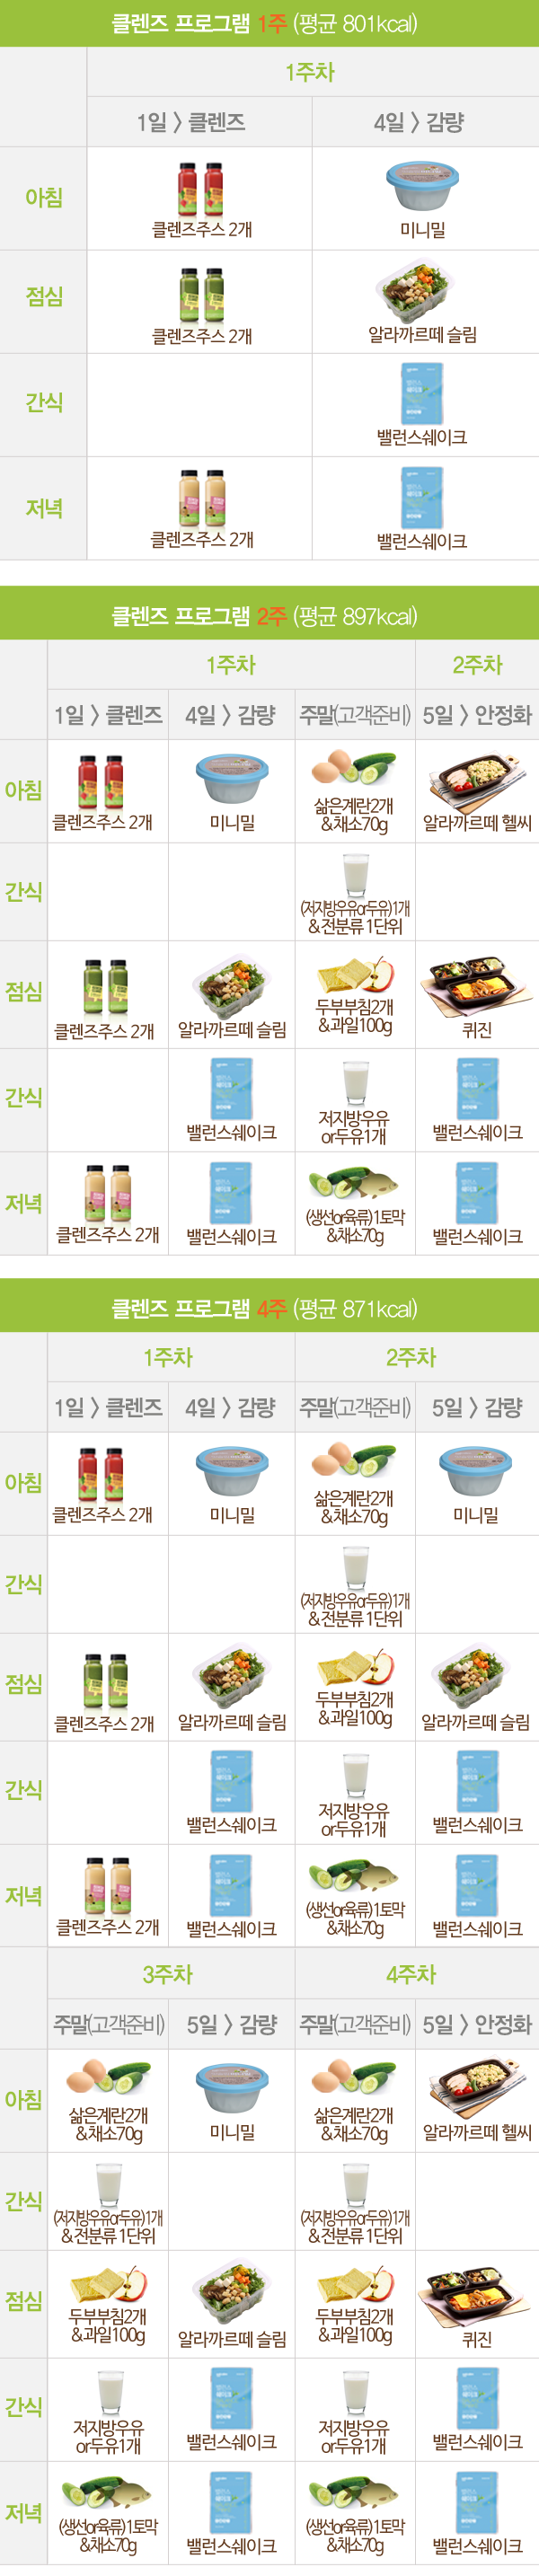 클렌즈 프로그램 1주 (평균 801kcal)
1주차
1일 > 클렌즈 4일 > 감량
아침
클렌즈주스 2개 미니밀
점심
클렌즈주스 2개 알라까르떼 슬림
간식
밸런스쉐이크
저녁
클렌즈주스 2개 밸런스쉐이크
클렌즈 프로그램 2주 (평균 897kcal)
1주차 2주차
1일 > 클렌즈 4일 > 감량 주말(고객준비) 5일 > 안정화
아침
클렌즈주스 2개 미니밀 삶은계란2개 알라까르떼 헬씨
&채소70g
간식
(저지방우유or두유)1개
&전분류 1단위
점심
클렌즈주스 2개 알라까르떼 슬림 두부부침2개 퀴진
&과일100g
간식
밸런스쉐이크 저지방우유 밸런스쉐이크
or두유1개
저녁
클렌즈주스 2개 밸런스쉐이크 (생선or육류)1토막 밸런스쉐이크
&채소70g
클렌즈 프로그램 4주 (평균 871kcal)
1주차 2주차
1일 > 클렌즈 4일 > 감량 주말(고객준비) 5일 > 감량
아침
클렌즈주스 2개 미니밀 삶은계란2개 미니밀
&채소70g
간식
(저지방우유or두유)1개
&전분류 1단위
점심
클렌즈주스 2개 알라까르떼 슬림 두부부침2개 알라까르떼 슬림
&과일100g
간식
밸런스쉐이크 저지방우유 밸런스쉐이크
or두유1개
저녁
클렌즈주스 2개 밸런스쉐이크 (생선or육류)1토막 밸런스쉐이크
&채소70g
3주차 4주차
주말(고객준비) 5일 > 감량 주말(고객준비) 5일 > 안정화
아침
삶은계란2개 미니밀 삶은계란2개 알라까르떼 헬씨
&채소70g &채소70g
간식
(저지방우유or두유)1개 (저지방우유or두유)1개
&전분류 1단위 &전분류 1단위
점심
두부부침2개 알라까르떼 슬림 두부부침2개 퀴진
&과일100g &과일100g
간식
저지방우유 밸런스쉐이크 저지방우유 밸런스쉐이크
or두유1개 or두유1개
저녁
(생선or육류)1토막 밸런스쉐이크 (생선or육류)1토막 밸런스쉐이크
&채소70g &채소70g